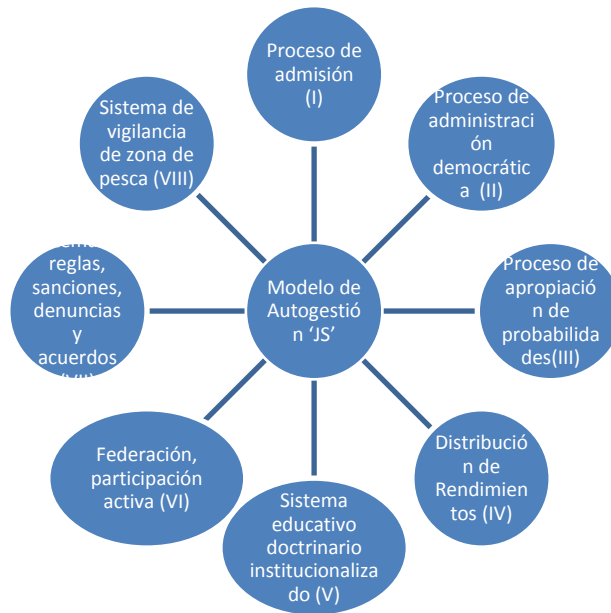 Proceso de
admisión
(I)
Proceso de
administraci
ón
democrátic
a (II)
Proceso de
apropiació
n de
probabilida
des(III)
Distribució
n de
Rendimien
tos (IV)
Sistema
educativo
doctrinario
institucionaliza
do (V)
Federación,
participación
activa (VI)
reglas,
sanciones,
denuncias
y
acuerdos
(VII)
Sistema de
vigilancia
de zona de
pesca (VIII)
Modelo de
Autogestió
n ‘JS’